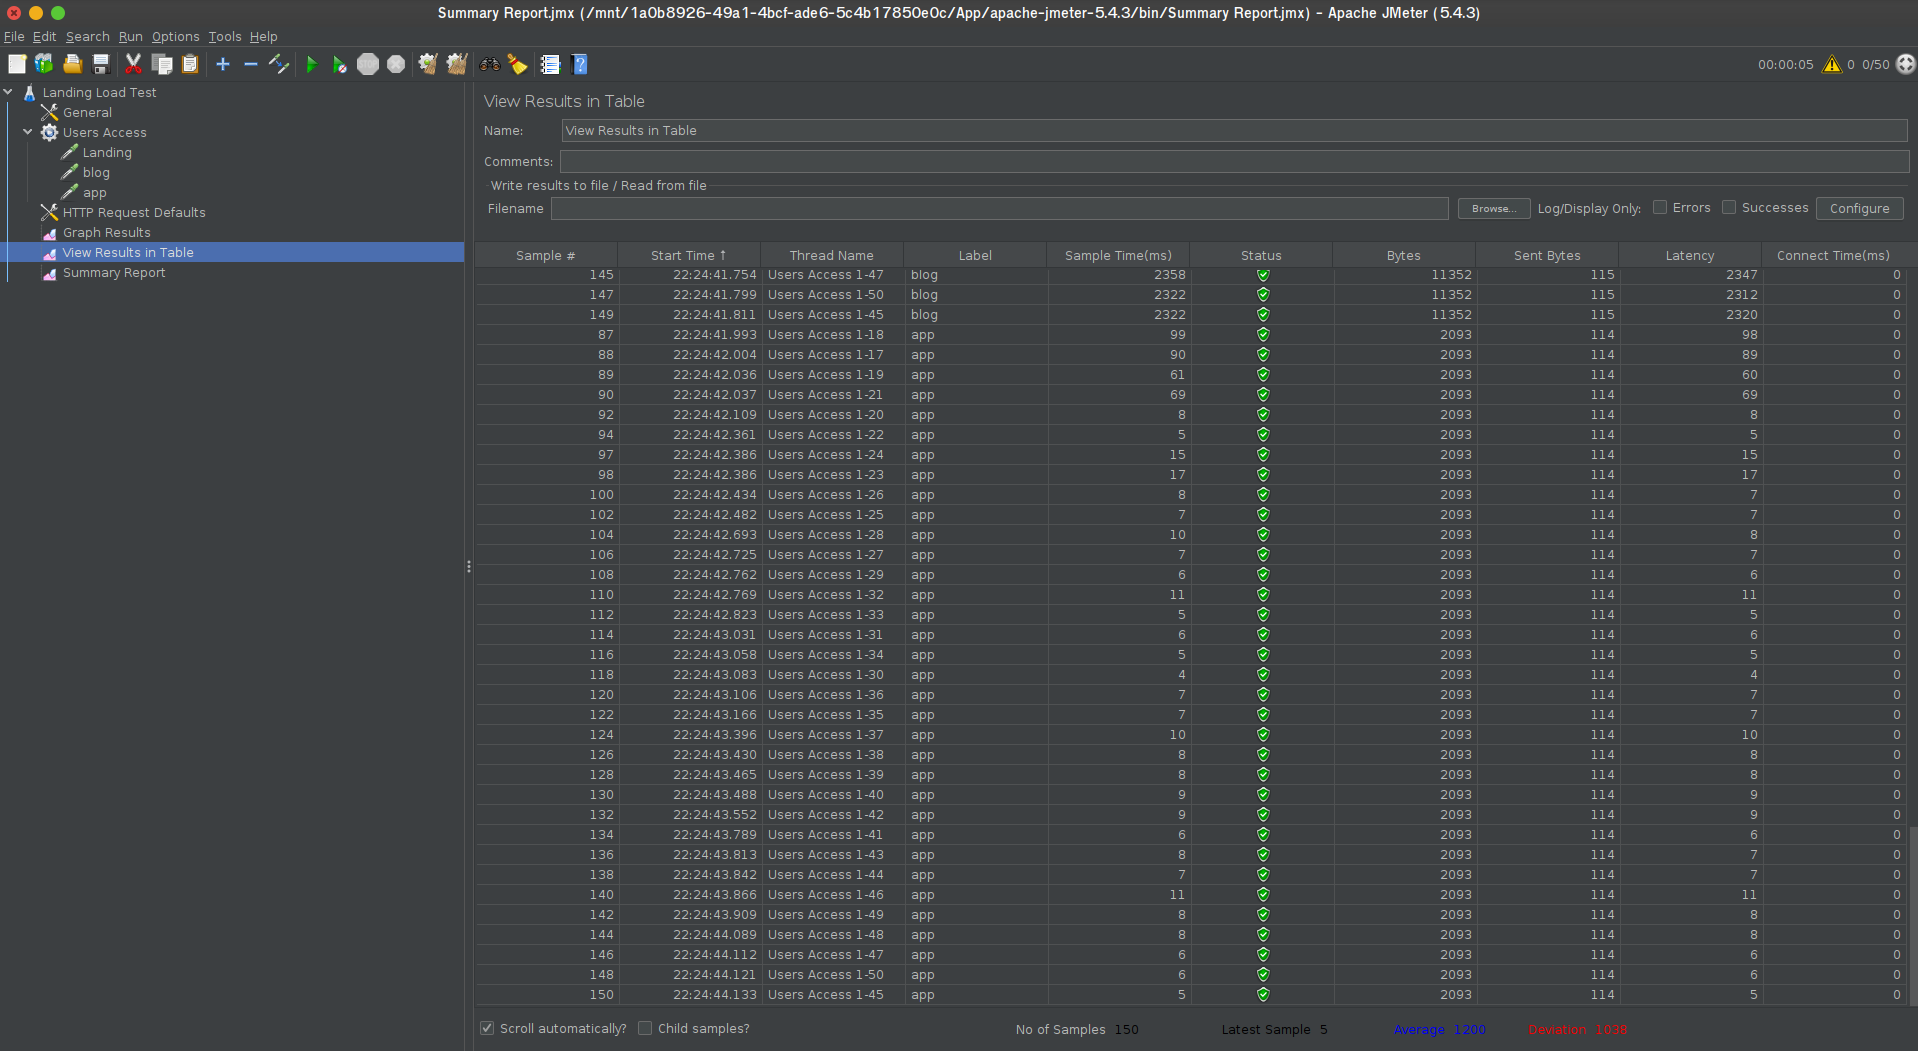 Summary Report.jmx (/mnt/1a0b8926-49a1-4bcf-ade6-5c4b17850e0c/App/apache-jmeter-5.4.3/bin/Summary Report.jmx) - Apache JMeter (5.4.3)
File Edit Search Run Options Tools Help
STOP 00:00:05 0 0/50
Landing Load Test
General
Users Access
Landing
blog
app
HTTP Request Defaults
Graph Results
View Results in Table
Summary Report
View Results in Table
Name: View Results in Table
Comments:
Write results to file / Read from file
Filename Browse... Log/Display Only: Errors Successes Configure
Sample # Start Time ↑ Thread Name Label Sample Time(ms) Status Bytes Sent Bytes Latency Connect Time(ms)
145 22:24:41.754 Users Access 1-47 blog 2358 11352 115 2347 0
147 22:24:41.799 Users Access 1-50 blog 2322 11352 115 2312 0
149 22:24:41.811 Users Access 1-45 blog 2322 11352 115 2320 0
87 22:24:41.993 Users Access 1-18 app 99 2093 114 98 0
88 22:24:42.004 Users Access 1-17 app 90 2093 114 89 0
89 22:24:42.036 Users Access 1-19 app 61 2093 114 60 0
90 22:24:42.037 Users Access 1-21 app 69 2093 114 69 0
92 22:24:42.109 Users Access 1-20 app 8 2093 114 8 0
94 22:24:42.361 Users Access 1-22 app 5 2093 114 5 0
97 22:24:42.386 Users Access 1-24 app 15 2093 114 15 0
98 22:24:42.386 Users Access 1-23 app 17 2093 114 17 0
100 22:24:42.434 Users Access 1-26 app 8 2093 114 7 0
102 22:24:42.482 Users Access 1-25 app 7 2093 114 7 0
104 22:24:42.693 Users Access 1-28 app 10 2093 114 8 0
106 22:24:42.725 Users Access 1-27 app 7 2093 114 7 0
108 22:24:42.762 Users Access 1-29 app 6 2093 114 6 0
110 22:24:42.769 Users Access 1-32 app 11 2093 114 11 0
112 22:24:42.823 Users Access 1-33 app 5 2093 114 5 0
114 22:24:43.031 Users Access 1-31 app 6 2093 114 6 0
116 22:24:43.058 Users Access 1-34 app 5 2093 114 5 0
118 22:24:43.083 Users Access 1-30 app 4 2093 114 4 0
120 22:24:43.106 Users Access 1-36 app 7 2093 114 7 0
122 22:24:43.166 Users Access 1-35 app 7 2093 114 7 0
124 22:24:43.396 Users Access 1-37 app 10 2093 114 10 0
126 22:24:43.430 Users Access 1-38 app 8 2093 114 8 0
128 22:24:43.465 Users Access 1-39 app 8 2093 114 8 0
130 22:24:43.488 Users Access 1-40 app 9 2093 114 9 0
132 22:24:43.552 Users Access 1-42 app 9 2093 114 9 0
134 22:24:43.789 Users Access 1-41 app 6 2093 114 6 0
136 22:24:43.813 Users Access 1-43 app 8 2093 114 7 0
138 22:24:43.842 Users Access 1-44 app 7 2093 114 7 0
140 22:24:43.866 Users Access 1-46 app 11 2093 114 11 0
142 22:24:43.909 Users Access 1-49 app 8 2093 114 8 0
144 22:24:44.089 Users Access 1-48 app 8 2093 114 8 0
146 22:24:44.112 Users Access 1-47 app 6 2093 114 6 0
148 22:24:44.121 Users Access 1-50 app 6 2093 114 6 0
150 22:24:44.133 Users Access 1-45 app 5 2093 114 5 0
Scroll automatically? Child samples? No of Samples 150 Latest Sample 5 Average 1200 Deviation 1038